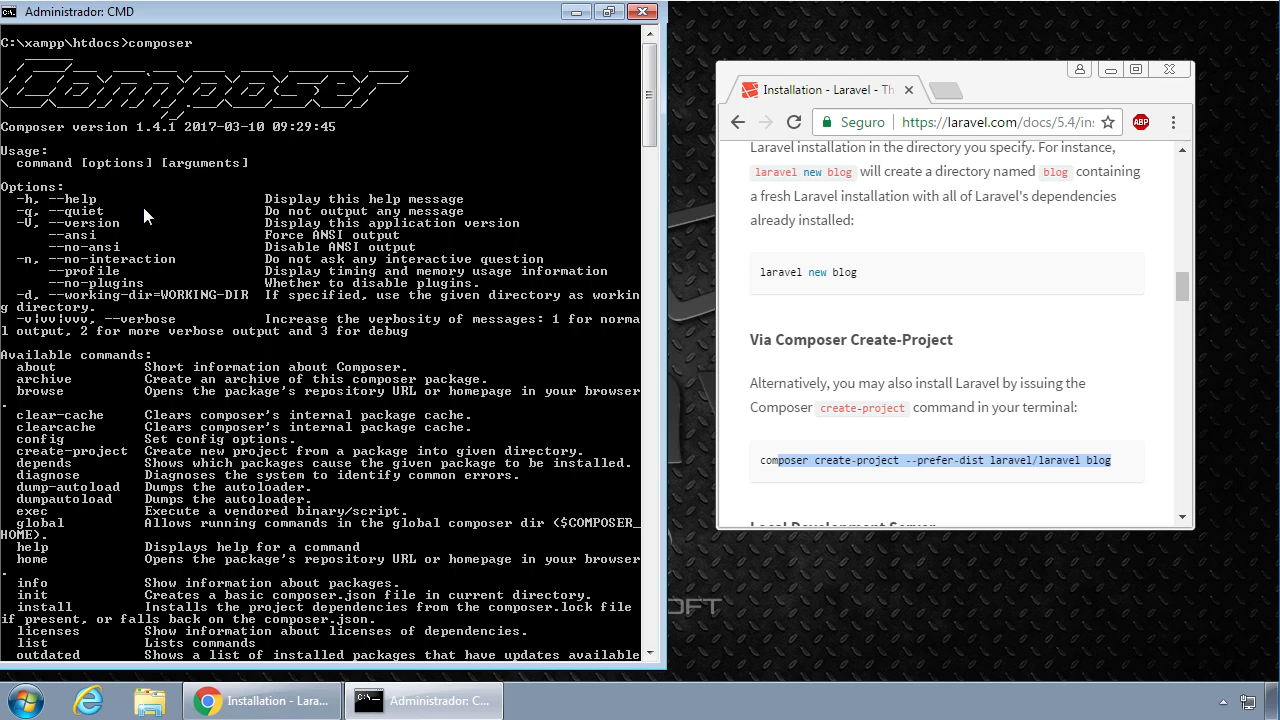 Administrador: CMD
C:\xampp\htdocs>composer
Composer
Composer version 1.4.1 2017-03-10 09:29:45
Usage:
command [options] [arguments]
Options:
-h, --help Display this help message
-q, --quiet Do not output any message
-V, --version Display this application version
--ansi Force ANSI output
--no-ansi Disable ANSI output
-n, --no-interaction Do not ask any interactive question
--profile Display timing and memory usage information
--no-plugins Whether to disable plugins.
-d, --working-dir=WORKING-DIR If specified, use the given directory as workin
g directory.
-v|vv|vvv, --verbose Increase the verbosity of messages: 1 for norma
l output, 2 for more verbose output and 3 for debug
Available commands:
about Short information about Composer.
archive Create an archive of this composer package.
browse Opens the package's repository URL or homepage in your browser
.
clear-cache Clears composer's internal package cache.
clearcache Clears composer's internal package cache.
config Set config options.
create-project Create new project from a package into given directory.
depends Shows which packages cause the given package to be installed.
diagnose Diagnoses the system to identify common errors.
dump-autoload Dumps the autoloader.
dumpautoload Dumps the autoloader.
exec Execute a vendored binary/script.
global Allows running commands in the global composer dir ($COMPOSER_
HOME).
help Displays help for a command
home Opens the package's repository URL or homepage in your browser
.
info Show information about packages.
init Creates a basic composer.json file in current directory.
install Installs the project dependencies from the composer.lock file
if present, or falls back on the composer.json.
licenses Show information about licenses of dependencies.
list Lists commands
outdated Shows a list of installed packages that have updates available
Installation - Laravel - Th
Seguro https://laravel.com/docs/5.4/in
ABP
Laravel installation in the directory you specify. For instance,
laravel new blog will create a directory named blog containing
a fresh Laravel installation with all of Laravel's dependencies
already installed:
laravel new blog
Via Composer Create-Project
Alternatively, you may also install Laravel by issuing the
Composer create-project command in your terminal:
composer create-project --prefer-dist laravel/laravel blog
Local Development Server
OFT
Installation - Lara...
Administrador: C...